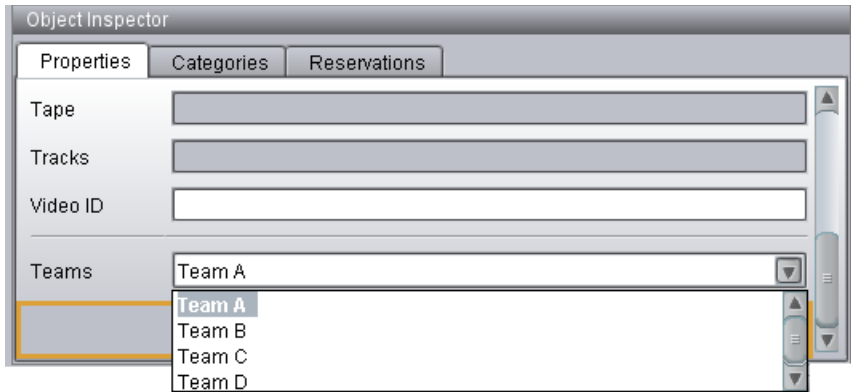 Object Inspector
Properties Categories Reservations
Tape
Tracks
Video ID
Teams Team A
Team A
Team B
Team C
Team D